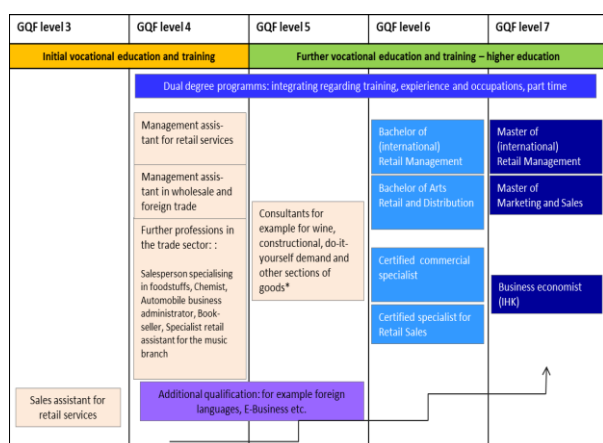 GQF level 3
GQF level 4
GQF level 5
GQF level 6
GQF level 7
Initial vocational education and training
Further vocational education and training – higher education
Dual degree programms: integrating regarding training, expierience and occupations, part time
Management assis-
tant for retail services
Management assis-
tant in wholesale and
foreign trade
Further professions in
the trade sector: :
Salesperson specialising
in foodstuffs, Chemist,
Automobile business
administrator, Book-
seller, Specialist retail
assistant for the music
branch
Consultants for
example for wine,
constructional, do-it-
yourself demand and
other sections of
goods*
Bachelor of
(international)
Retail Management
Bachelor of Arts
Retail and Distribution
Certified commercial
specialist
Certified specialist for
Retail Sales
Master of
(international)
Retail Management
Master of
Marketing and Sales
Business economist
(IHK)
Sales assistant for
retail services
Additional qualification: for example foreign
languages, E-Business etc.